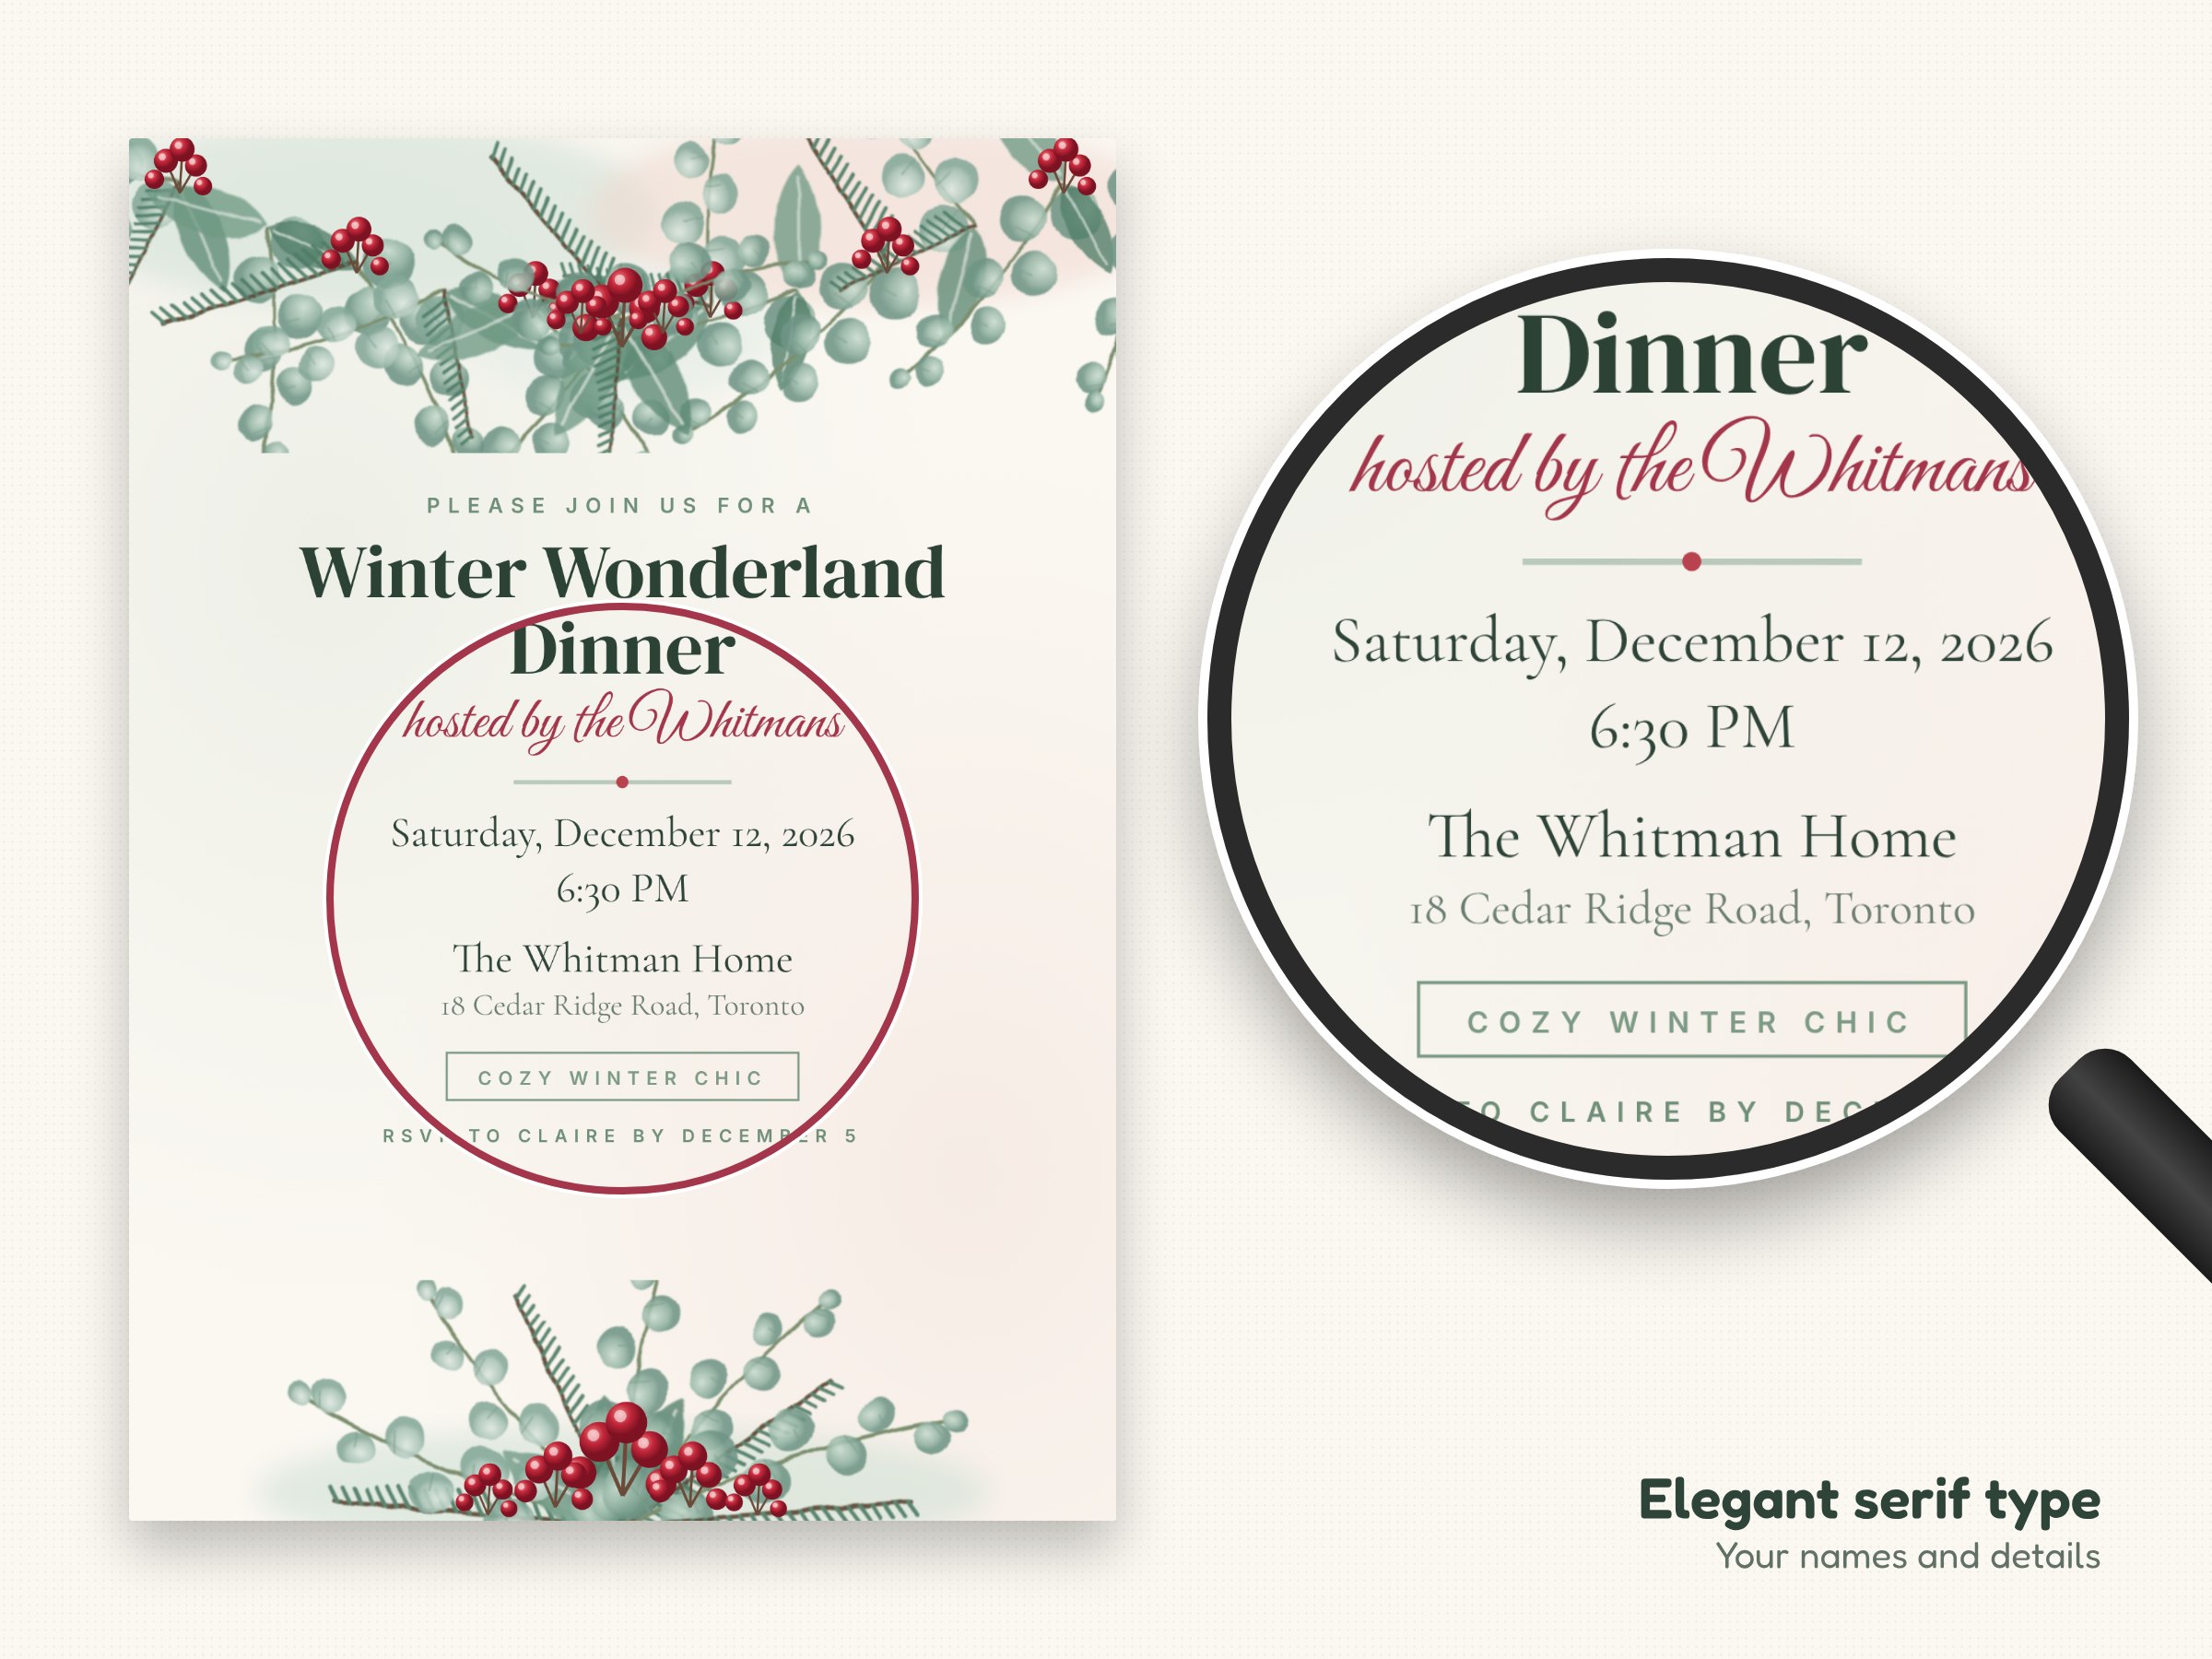 PLEASE JOIN US FOR A
Winter Wonderland
Dinner
hosted by the Whitmans
Saturday, December 12, 2026
6:30 PM
The Whitman Home
18 Cedar Ridge Road, Toronto
COZY WINTER CHIC
RSVP TO CLAIRE BY DECEMBER 5
Dinner
hosted by the Whitmans
Saturday, December 12, 2026
6:30 PM
The Whitman Home
18 Cedar Ridge Road, Toronto
COZY WINTER CHIC
TO CLAIRE BY DEC
Elegant serif type
Your names and details